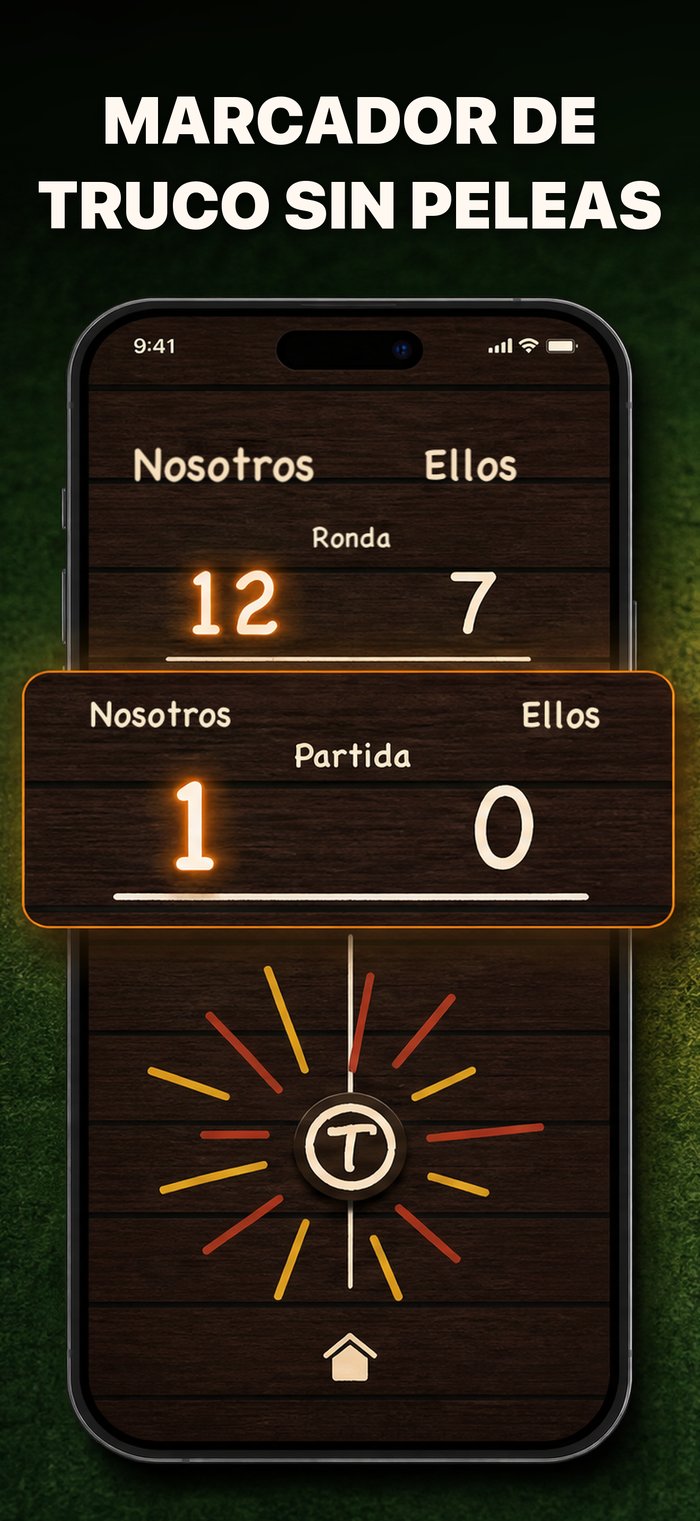 MARCADOR DE
TRUCO SIN PELEAS
9:41
Nosotros Ellos
Ronda
12 7
Nosotros Ellos
Partida
1 0
T